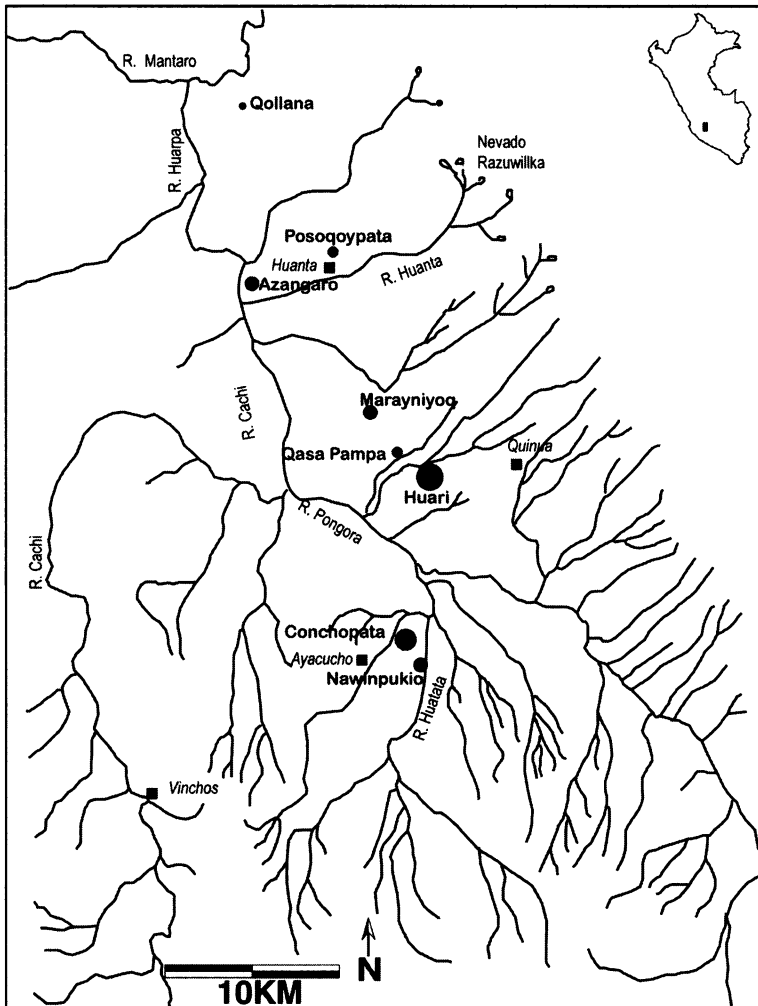 R. Mantaro
Qollana
R. Huarpa
Nevado
Razuwillka
Posoqoypata
Huanta
R. Huanta
Azangaro
Marayniyoq
R. Cachi
Qasa Pampa
Quinua
Huari
R. Pongora
R. Cachi
Conchopata
Ayacucho
Nawinpukio
R. Huatata
Vinchos
N
10KM